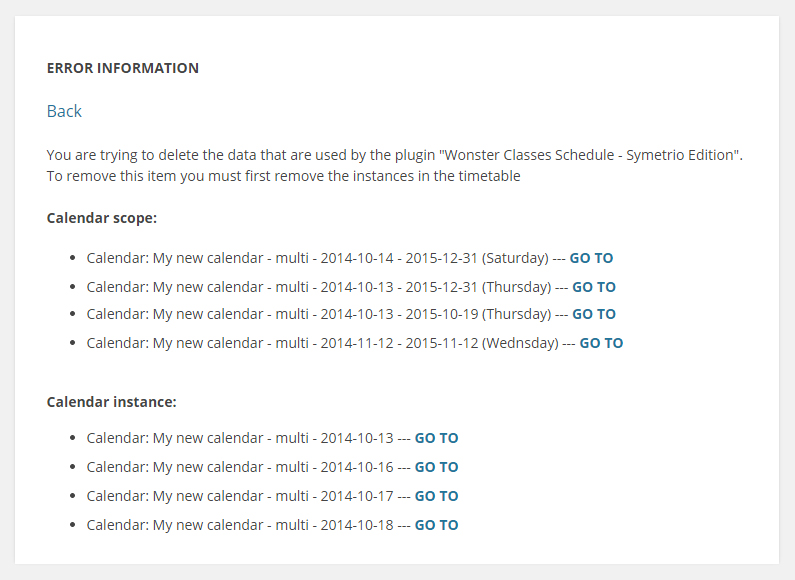 ERROR INFORMATION
Back
You are trying to delete the data that are used by the plugin "Wonster Classes Schedule - Symetrio Edition".
To remove this item you must first remove the instances in the timetable
Calendar scope:
• Calendar: My new calendar - multi - 2014-10-14 - 2015-12-31 (Saturday) --- GO TO
• Calendar: My new calendar - multi - 2014-10-13 - 2015-12-31 (Thursday) --- GO TO
• Calendar: My new calendar - multi - 2014-10-13 - 2015-10-19 (Thursday) --- GO TO
• Calendar: My new calendar - multi - 2014-11-12 - 2015-11-12 (Wednsday) --- GO TO
Calendar instance:
• Calendar: My new calendar - multi - 2014-10-13 --- GO TO
• Calendar: My new calendar - multi - 2014-10-16 --- GO TO
• Calendar: My new calendar - multi - 2014-10-17 --- GO TO
• Calendar: My new calendar - multi - 2014-10-18 --- GO TO